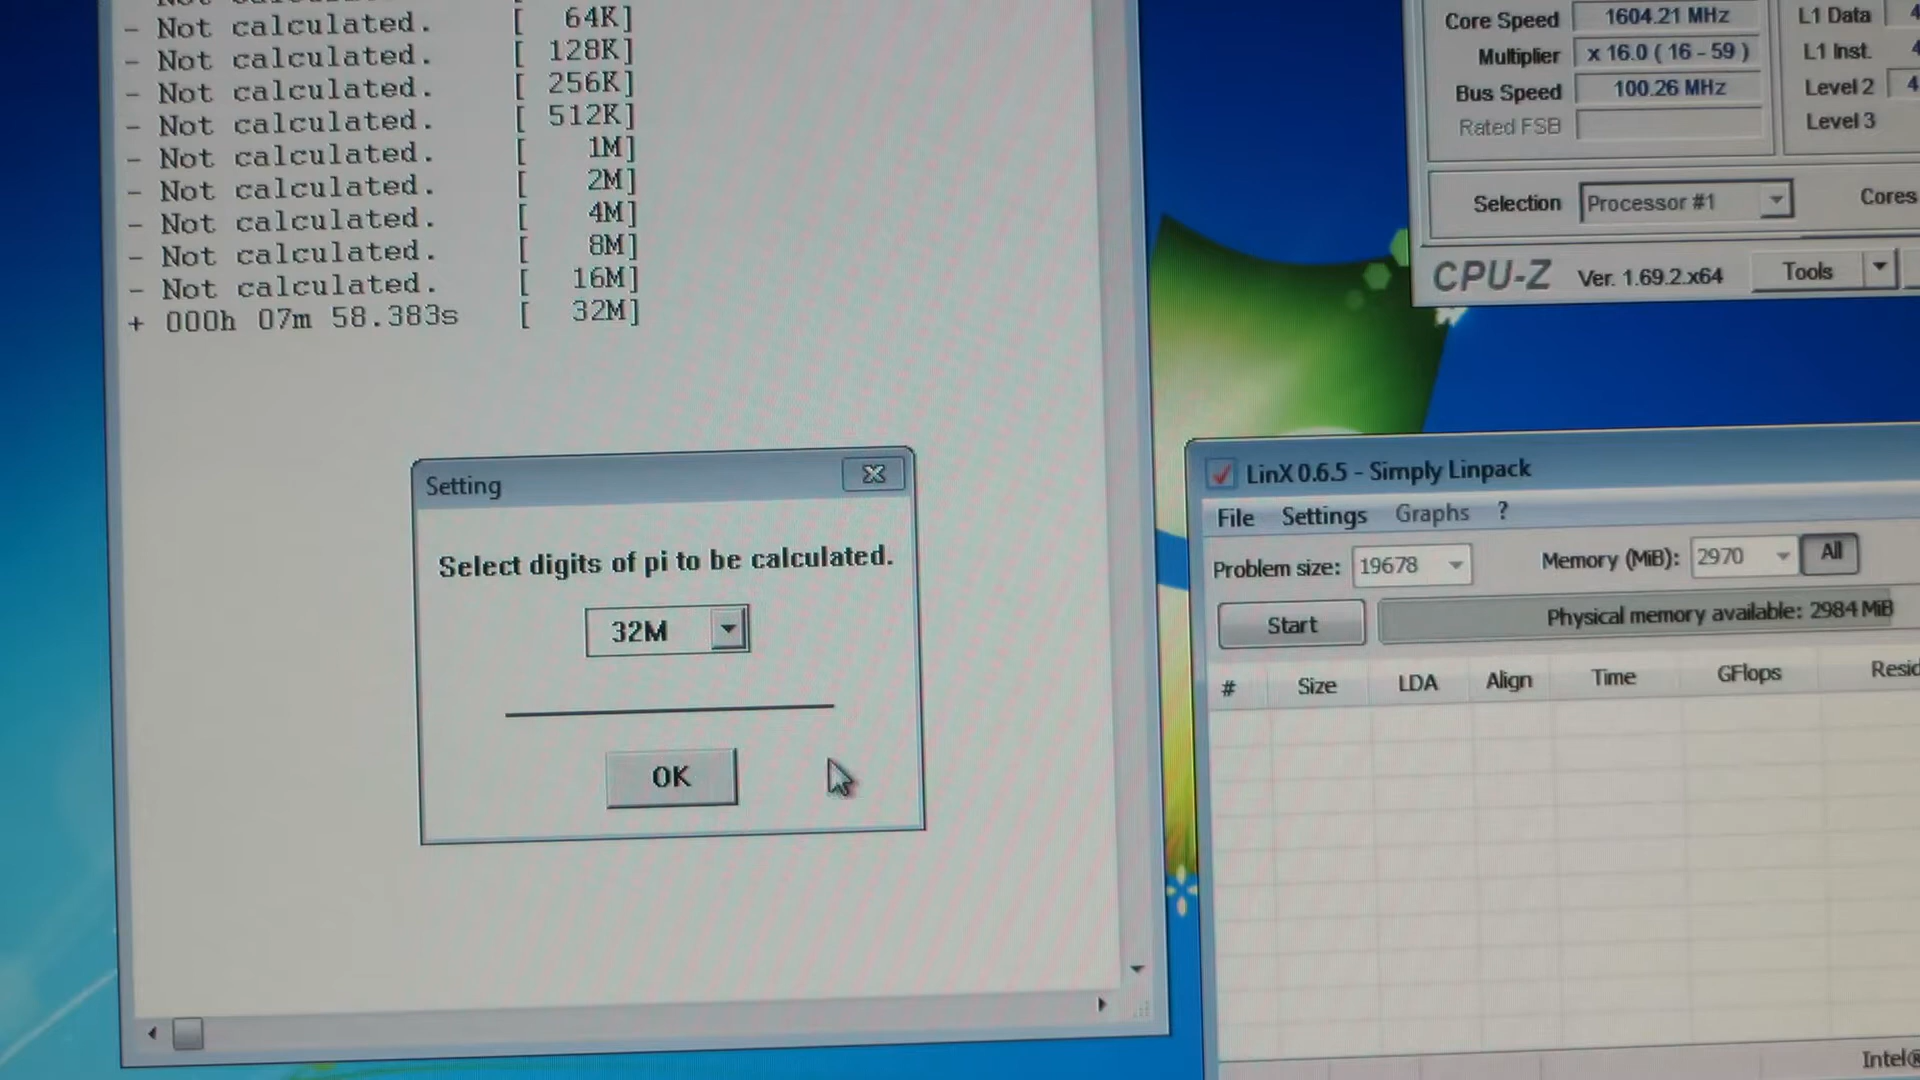 - Not calculated. [ 64K]
- Not calculated. [ 128K]
- Not calculated. [ 256K]
- Not calculated. [ 512K]
- Not calculated. [ 1M]
- Not calculated. [ 2M]
- Not calculated. [ 4M]
- Not calculated. [ 8M]
- Not calculated. [ 16M]
+ 000h 07m 58.383s [ 32M]
Setting
Select digits of pi to be calculated.
32M
OK
Core Speed 1604.21 MHz
Multiplier x 16.0 ( 16 - 59 )
Bus Speed 100.26 MHz
Rated FSB
L1 Data 4
L1 Inst. 4
Level 2 4
Level 3
Selection Processor #1 Cores
CPU-Z Ver. 1.69.2.x64 Tools
LinX 0.6.5 - Simply Linpack
File Settings Graphs ?
Problem size: 19678 Memory (MiB): 2970 All
Start Physical memory available: 2984 MiB
# Size LDA Align Time GFlops Resid
Intel®